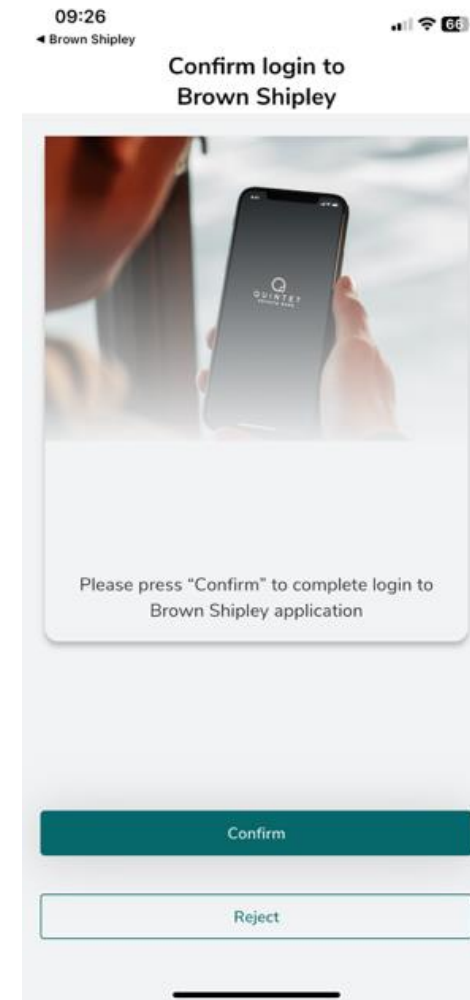 09:26
66
◀ Brown Shipley
Confirm login to
Brown Shipley
QUINTET
PRIVATE BANK
Please press “Confirm” to complete login to
Brown Shipley application
Confirm
Reject